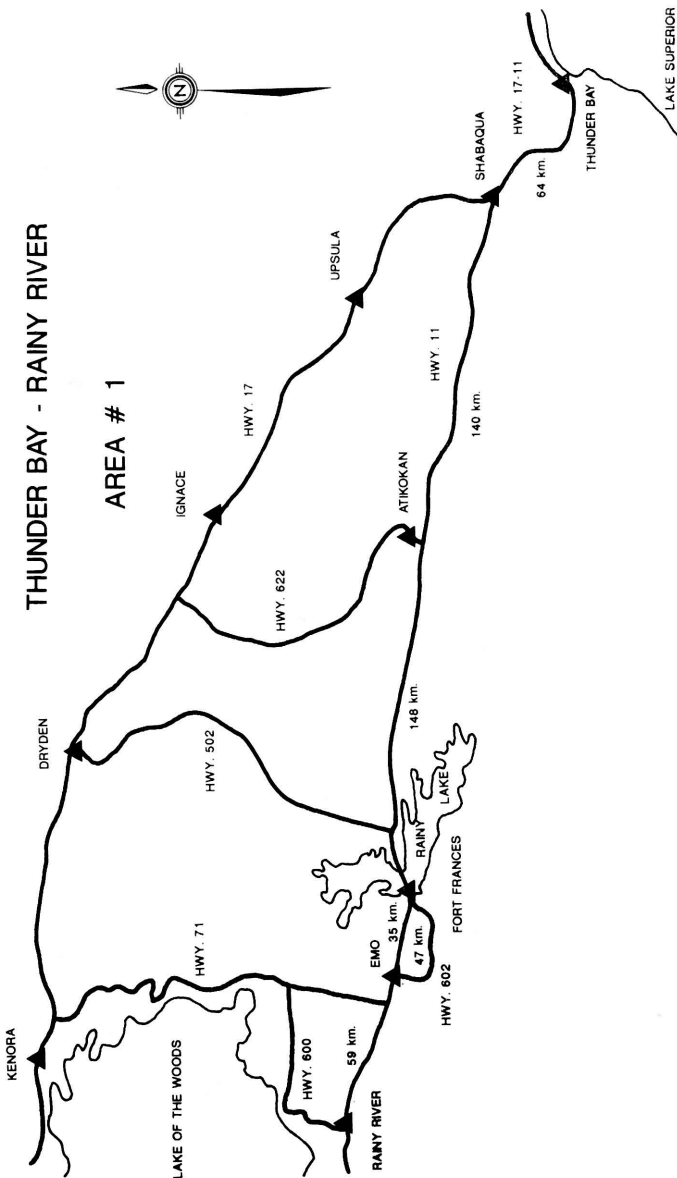 THUNDER BAY - RAINY RIVER
AREA # 1
N
KENORA
DRYDEN
IGNACE
UPSULA
SHABAQUA
HWY. 17-11
THUNDER BAY
LAKE SUPERIOR
64 km.
HWY. 17
HWY. 11
140 km.
ATIKOKAN
HWY. 622
HWY. 502
148 km.
HWY. 71
LAKE OF THE WOODS
HWY. 600
59 km.
RAINY RIVER
EMO
35 km.
47 km.
HWY. 602
RAINY
LAKE
FORT FRANCES